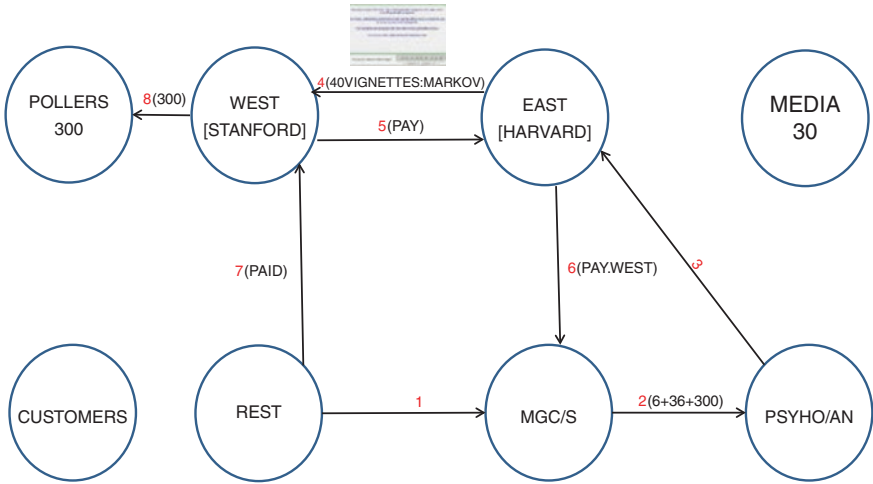 4(40VIGNETTES:MARKOV)
POLLERS
300
8(300)
WEST
[STANFORD]
5(PAY)
EAST
[HARVARD]
MEDIA
30
7(PAID)
6(PAY.WEST)
3
CUSTOMERS
REST
1
MGC/S
2(6+36+300)
PSYHO/AN